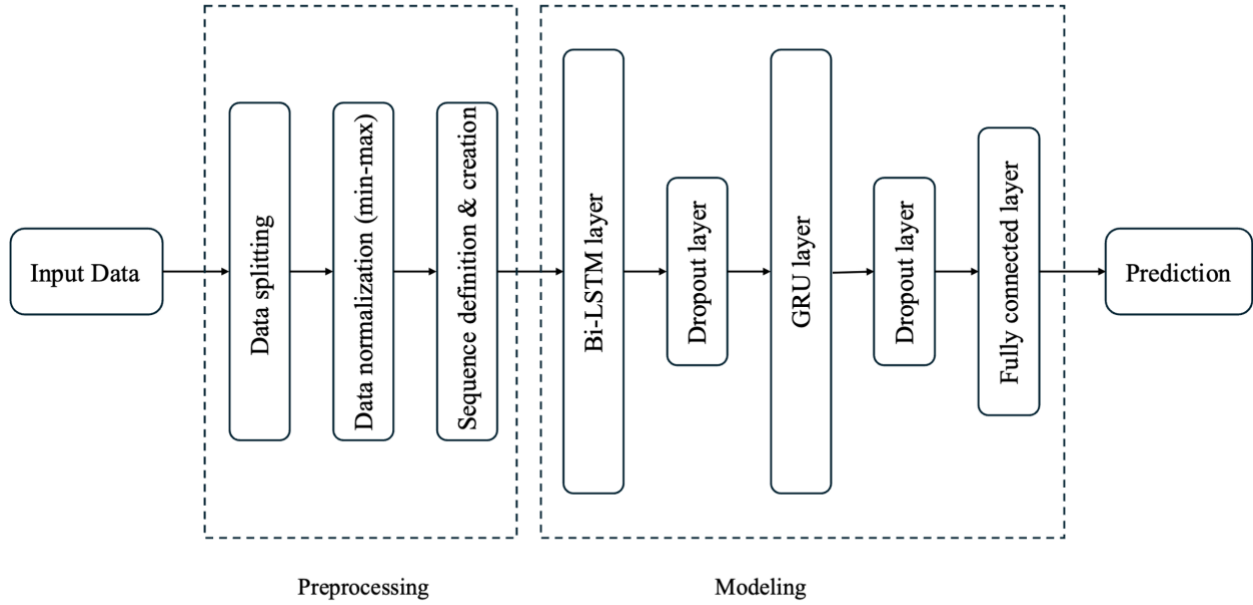 Input Data
Data splitting
Data normalization (min-max)
Sequence definition & creation
Bi-LSTM layer
Dropout layer
GRU layer
Dropout layer
Fully connected layer
Prediction
Preprocessing
Modeling